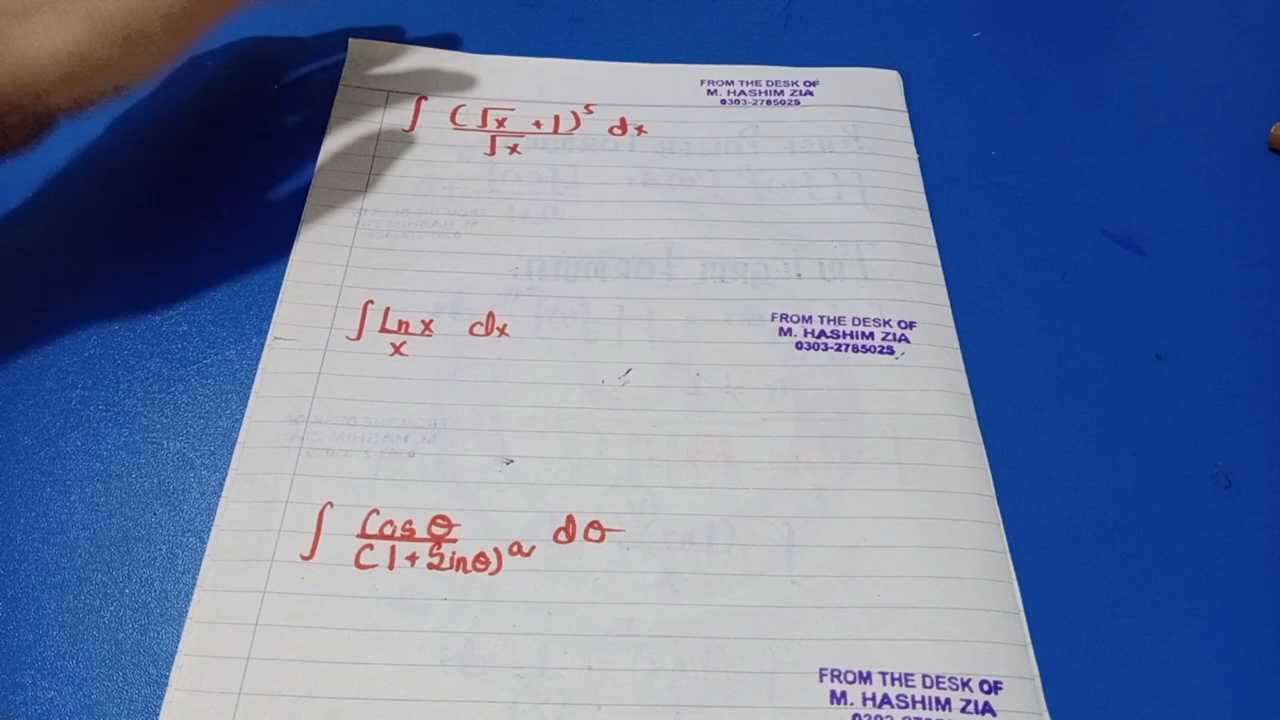 FROM THE DESK OF
M. HASHIM ZIA
0303-2785025
∫ (√x + 1)^5 / √x dx
∫ Ln x / x dx
FROM THE DESK OF
M. HASHIM ZIA
0303-2785025
∫ Cos θ / (1 + Sin θ)^a dθ
FROM THE DESK OF
M. HASHIM ZIA